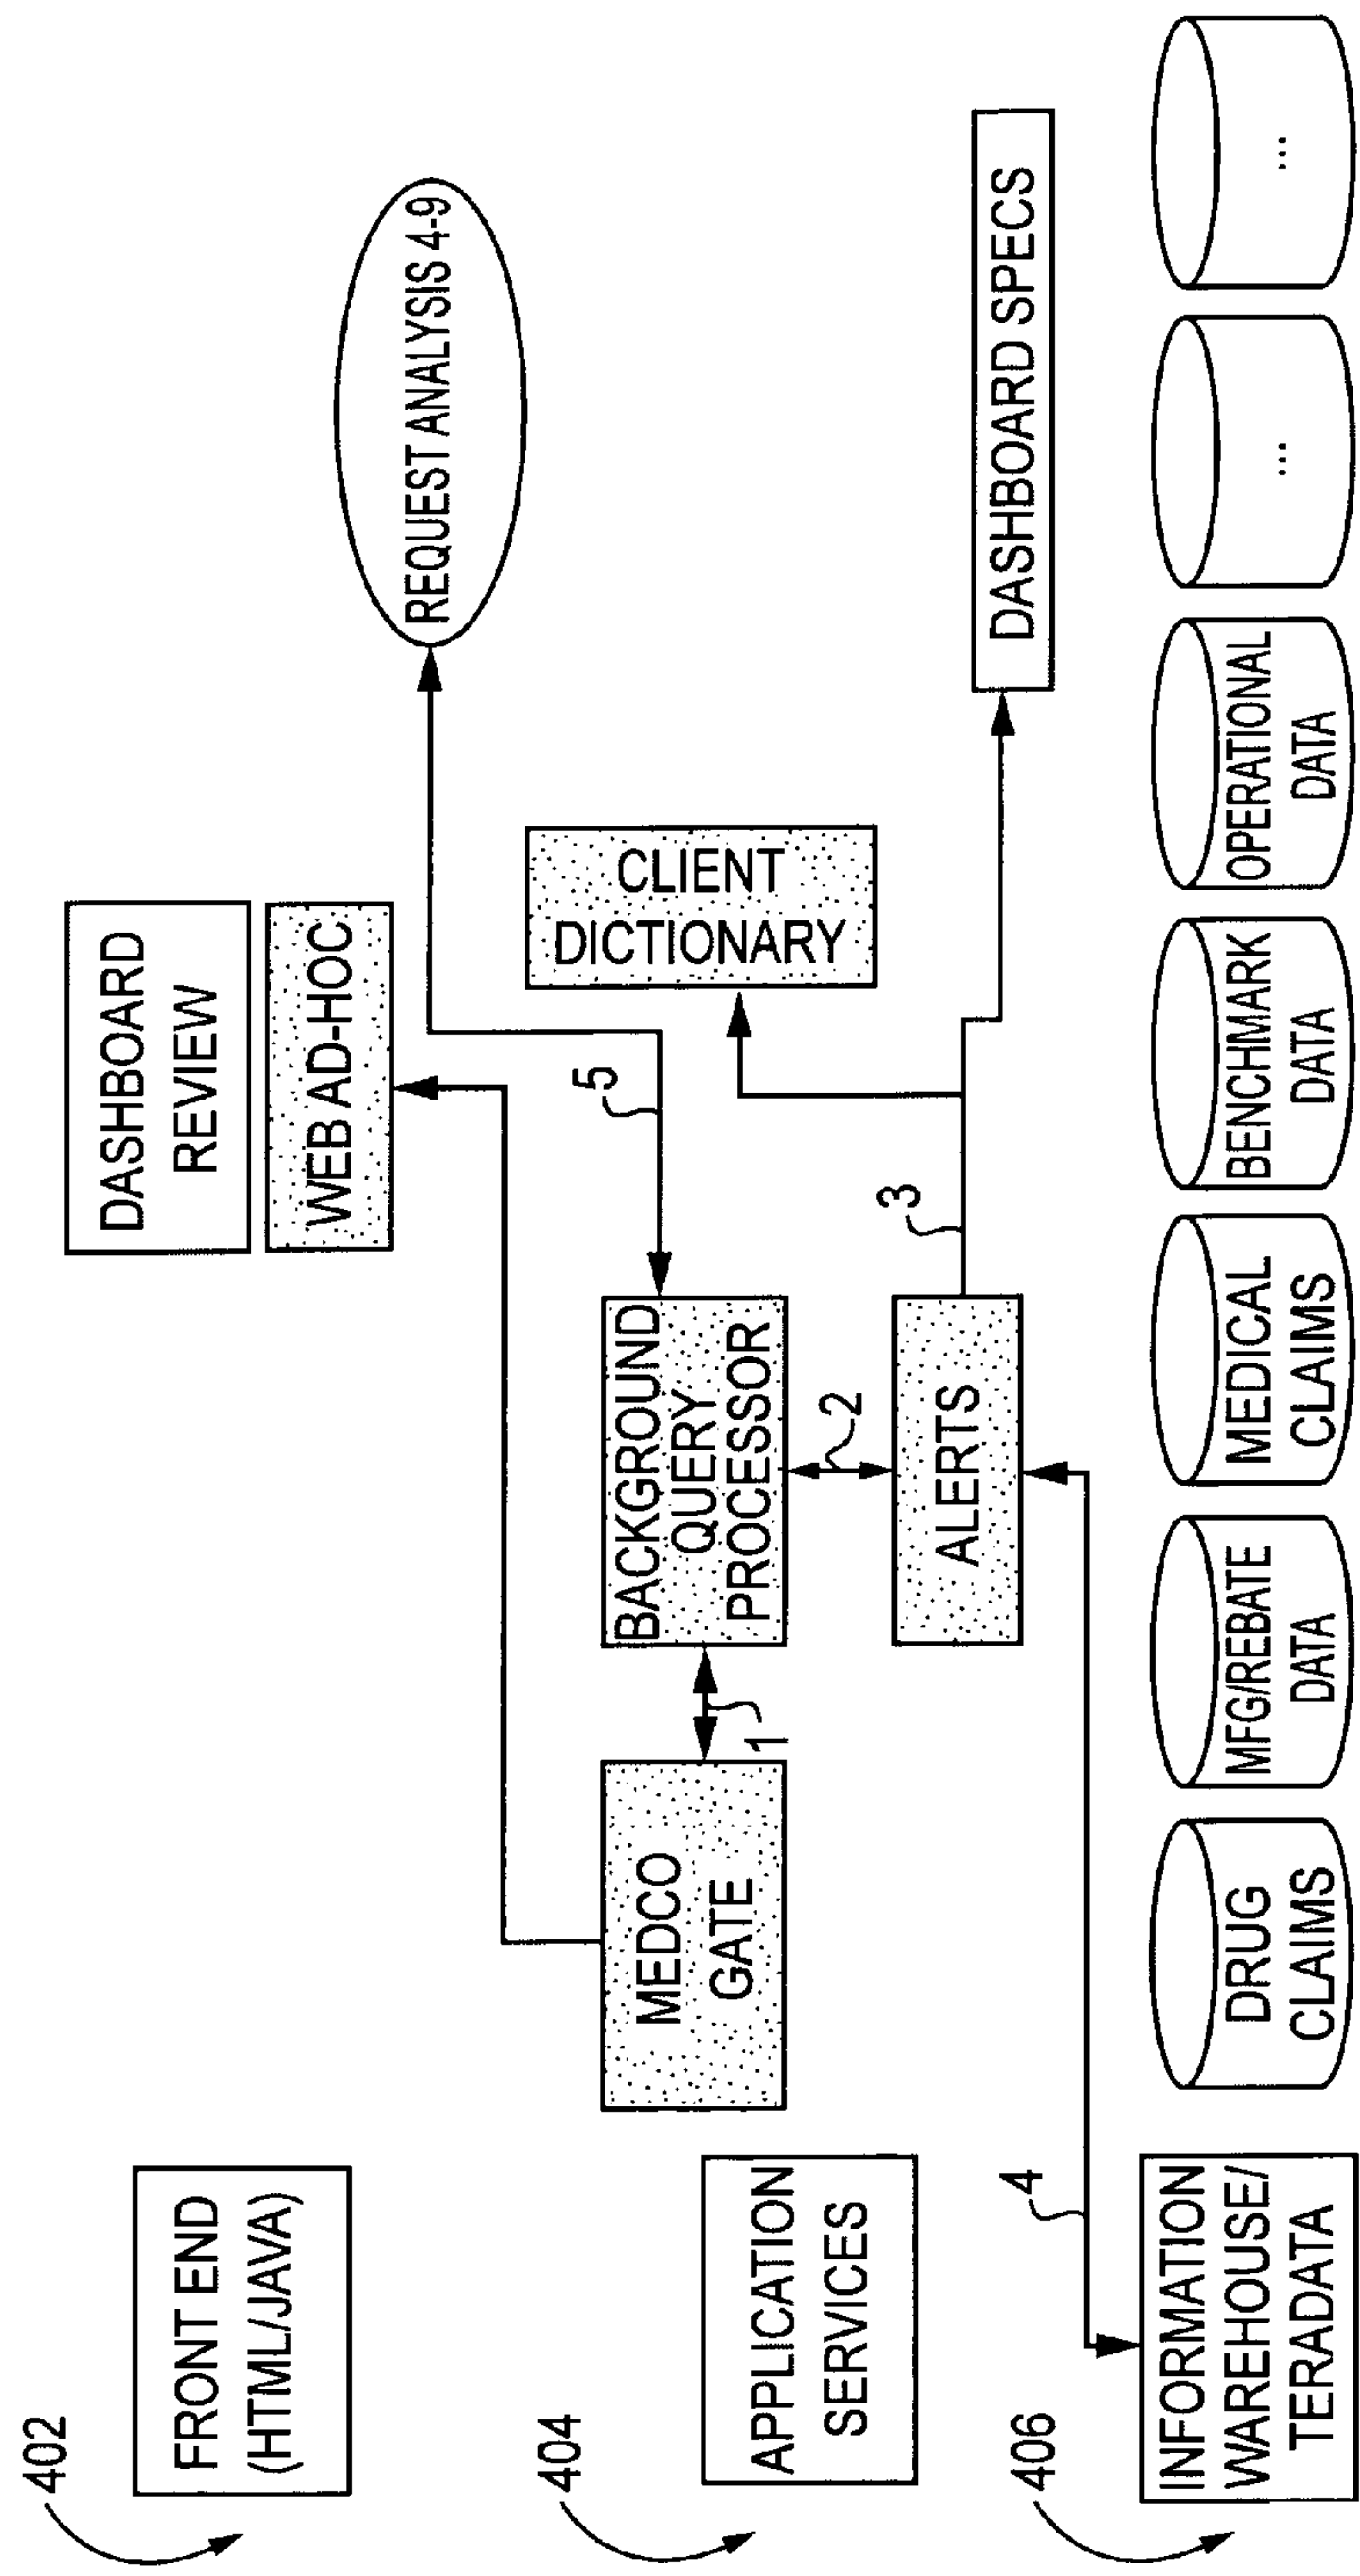 402
FRONT END
(HTML/JAVA)
DASHBOARD
REVIEW
WEB AD-HOC
REQUEST ANALYSIS 4-9
404
APPLICATION
SERVICES
MEDCO
GATE
1
BACKGROUND
QUERY
PROCESSOR
5
CLIENT
DICTIONARY
2
ALERTS
3
DASHBOARD SPECS
4
406
INFORMATION
WAREHOUSE/
TERADATA
DRUG
CLAIMS
MFG/REBATE
DATA
MEDICAL
CLAIMS
BENCHMARK
DATA
OPERATIONAL
DATA
...
...